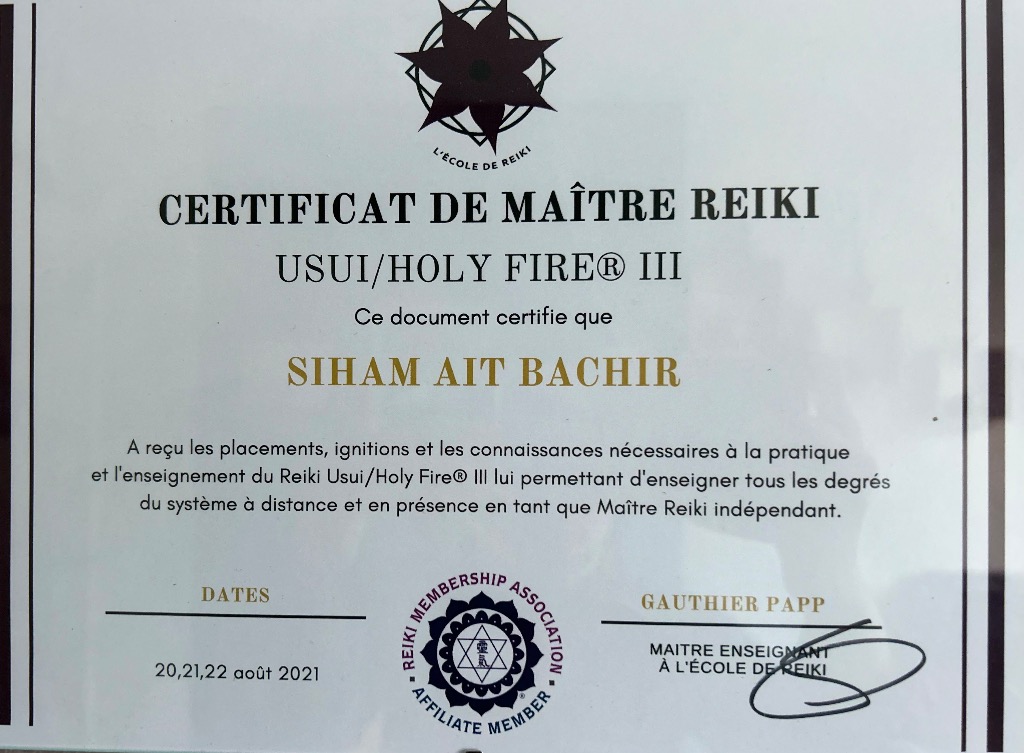 L'ÉCOLE DE REIKI
CERTIFICAT DE MAÎTRE REIKI
USUI/HOLY FIRE® III
Ce document certifie que
SIHAM AIT BACHIR
A reçu les placements, ignitions et les connaissances nécessaires à la pratique
et l'enseignement du Reiki Usui/Holy Fire® III lui permettant d'enseigner tous les degrés
du système à distance et en présence en tant que Maître Reiki indépendant.
DATES
20,21,22 août 2021
REIKI MEMBERSHIP ASSOCIATION
AFFILIATE MEMBER
®
GAUTHIER PAPP
MAITRE ENSEIGNANT
À L'ÉCOLE DE REIKI